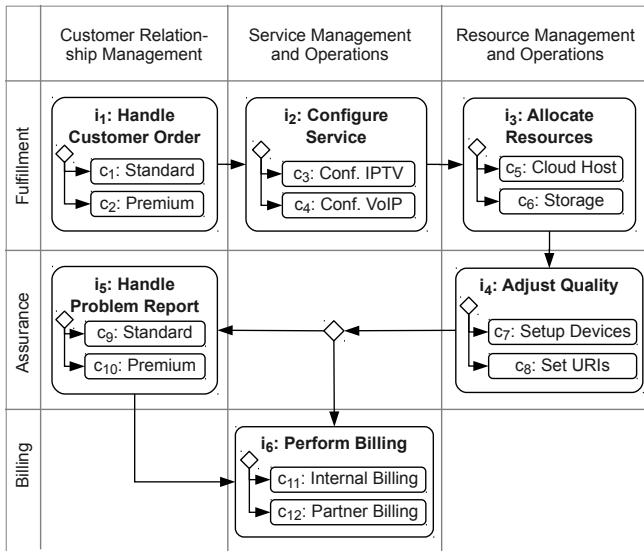 Customer Relation-
ship Management
Service Management
and Operations
Resource Management
and Operations
Fulfillment
i1: Handle
Customer Order
c1: Standard
c2: Premium
i2: Configure
Service
c3: Conf. IPTV
c4: Conf. VoIP
i3: Allocate
Resources
c5: Cloud Host
c6: Storage
Assurance
i5: Handle
Problem Report
c9: Standard
c10: Premium
i4: Adjust Quality
c7: Setup Devices
c8: Set URIs
Billing
i6: Perform Billing
c11: Internal Billing
c12: Partner Billing